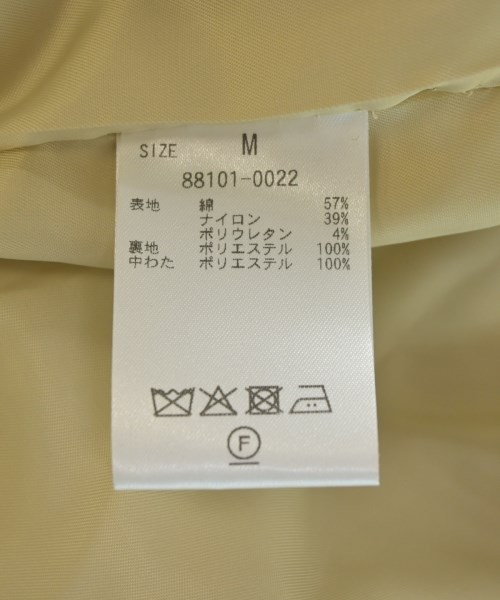 SIZE M
88101-0022
表地 綿 57%
ナイロン 39%
ポリウレタン 4%
裏地 ポリエステル 100%
中わた ポリエステル 100%
F